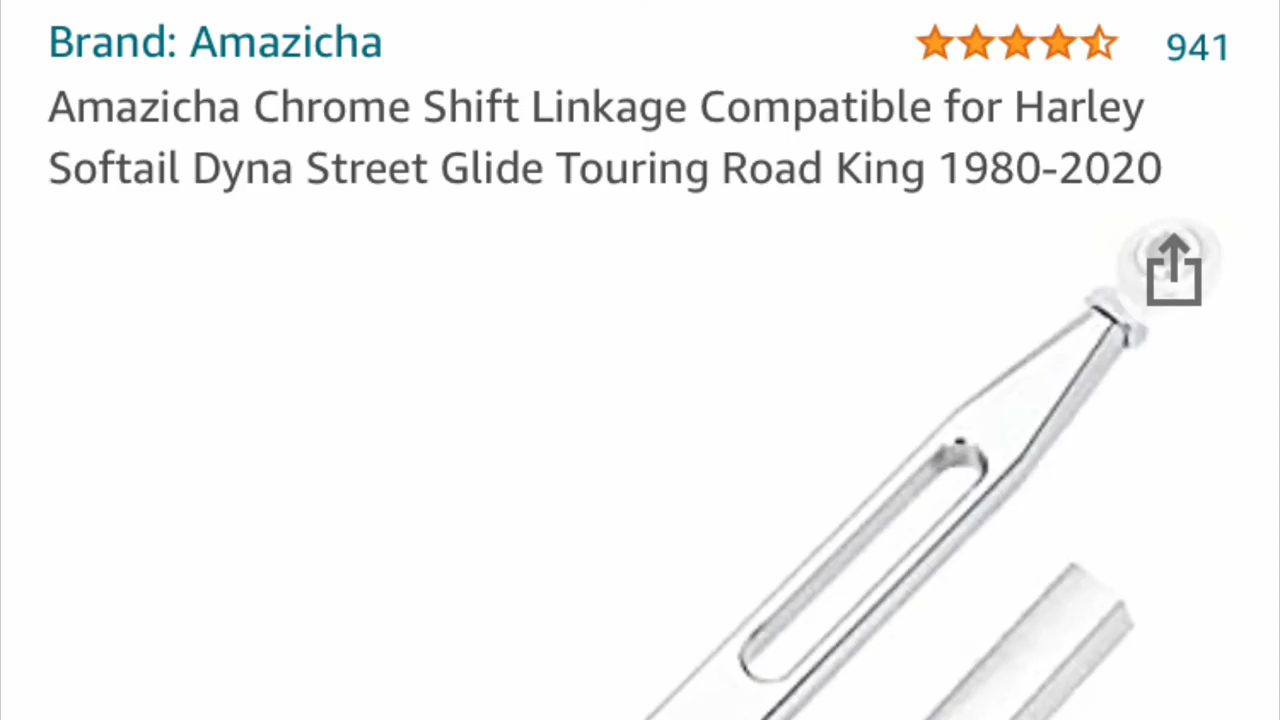 Brand: Amazicha 941
Amazicha Chrome Shift Linkage Compatible for Harley
Softail Dyna Street Glide Touring Road King 1980-2020